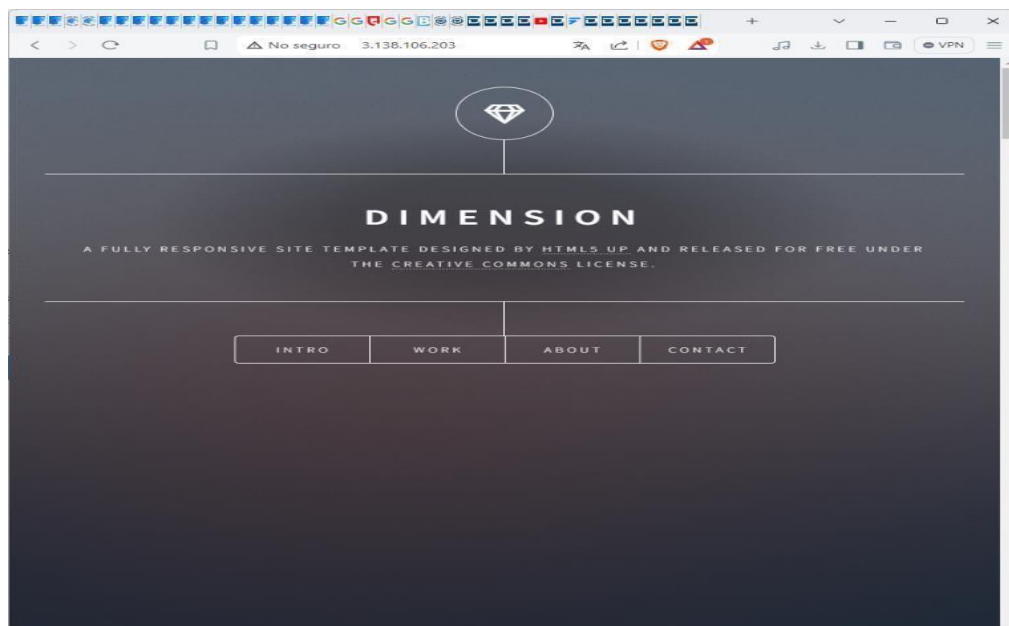 No seguro 3.138.106.203 VPN
DIMENSION
A FULLY RESPONSIVE SITE TEMPLATE DESIGNED BY HTML5 UP AND RELEASED FOR FREE UNDER
THE CREATIVE COMMONS LICENSE.
INTRO WORK ABOUT CONTACT